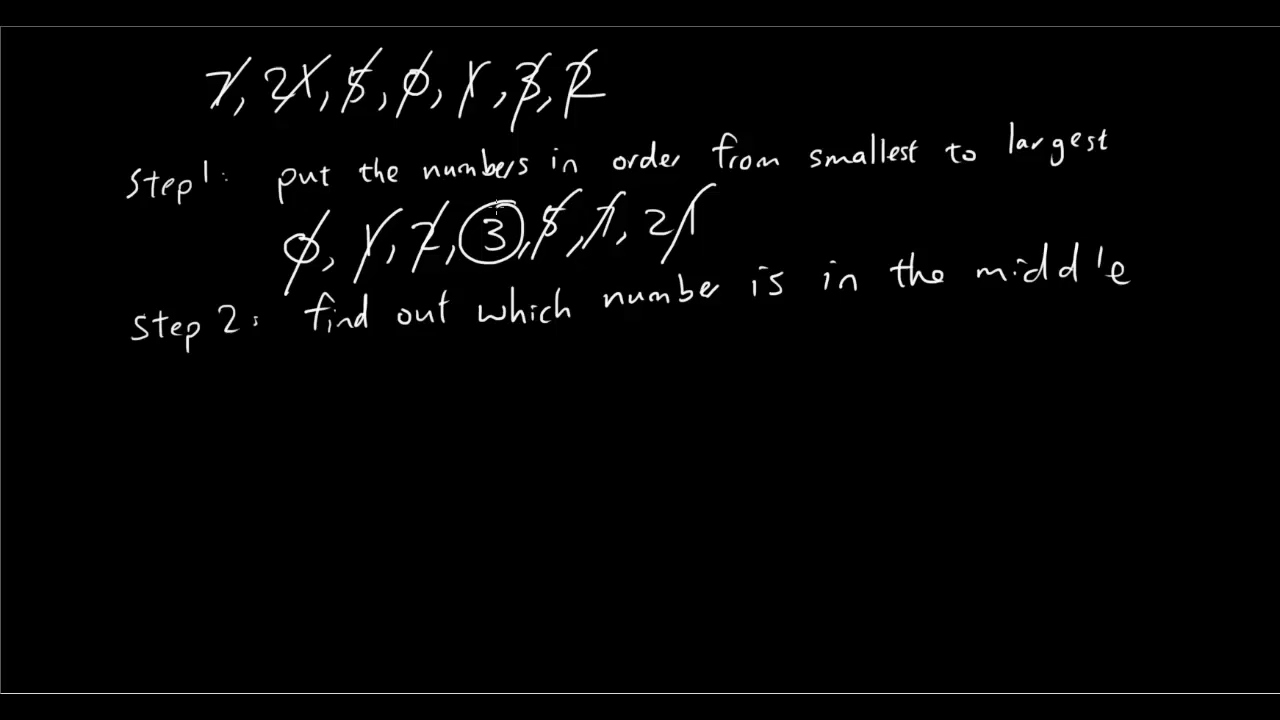 7, 21, 5, 0, 1, 3, 2
Step 1: put the numbers in order from smallest to largest
0, 1, 2, 3, 5, 7, 21
Step 2: find out which number is in the middle